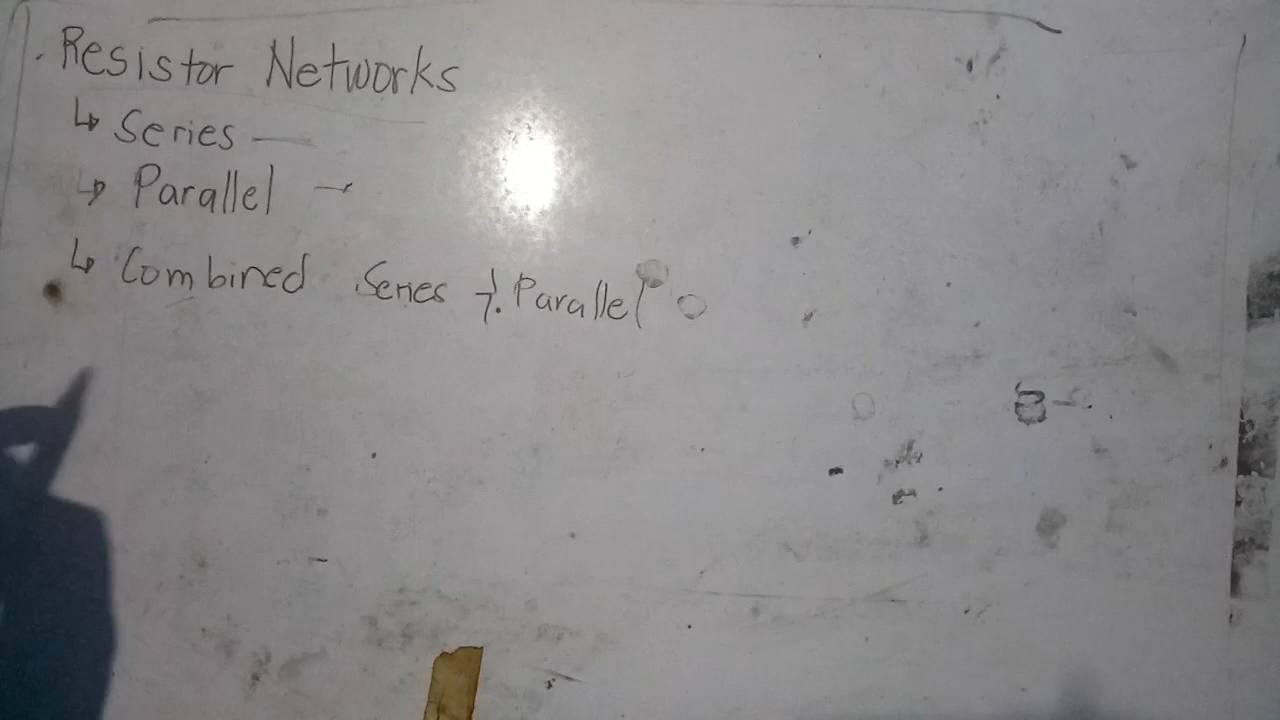 . Resistor Networks
↳ Series —
↳ Parallel →
↳ Combined Series & Parallel